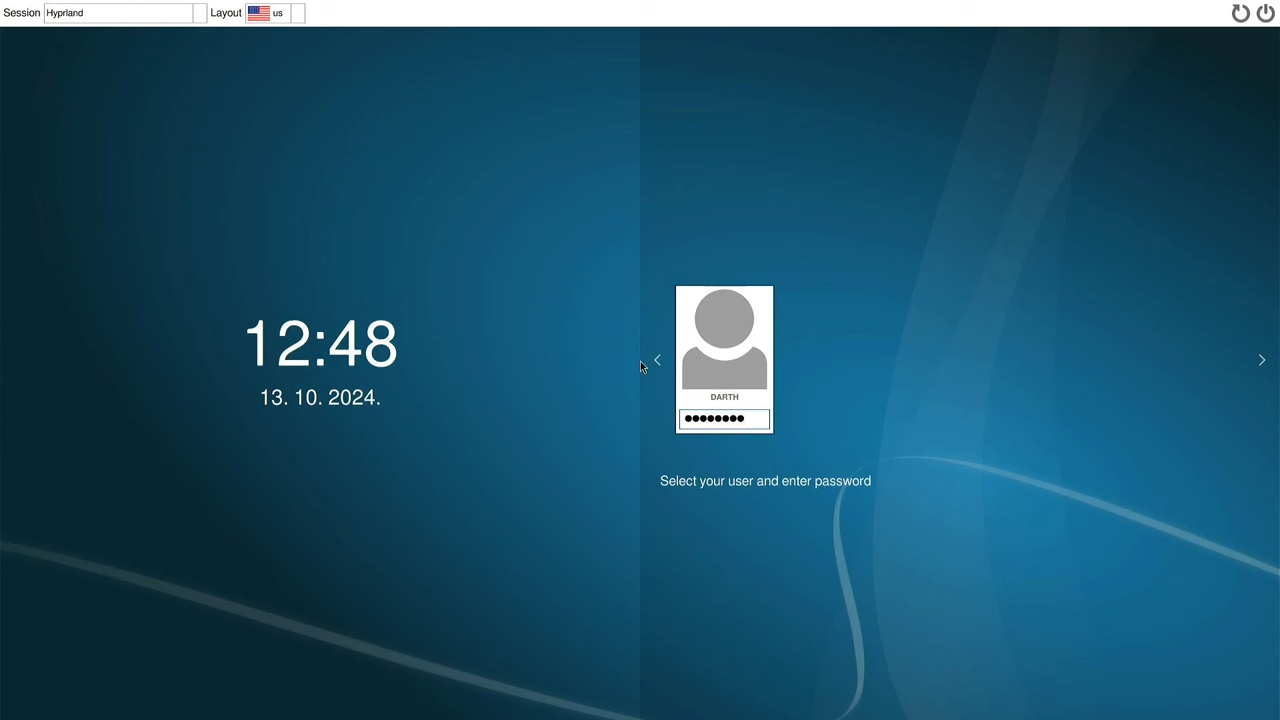 Session Hyprland Layout us
12:48
13. 10. 2024.
DARTH
Select your user and enter password